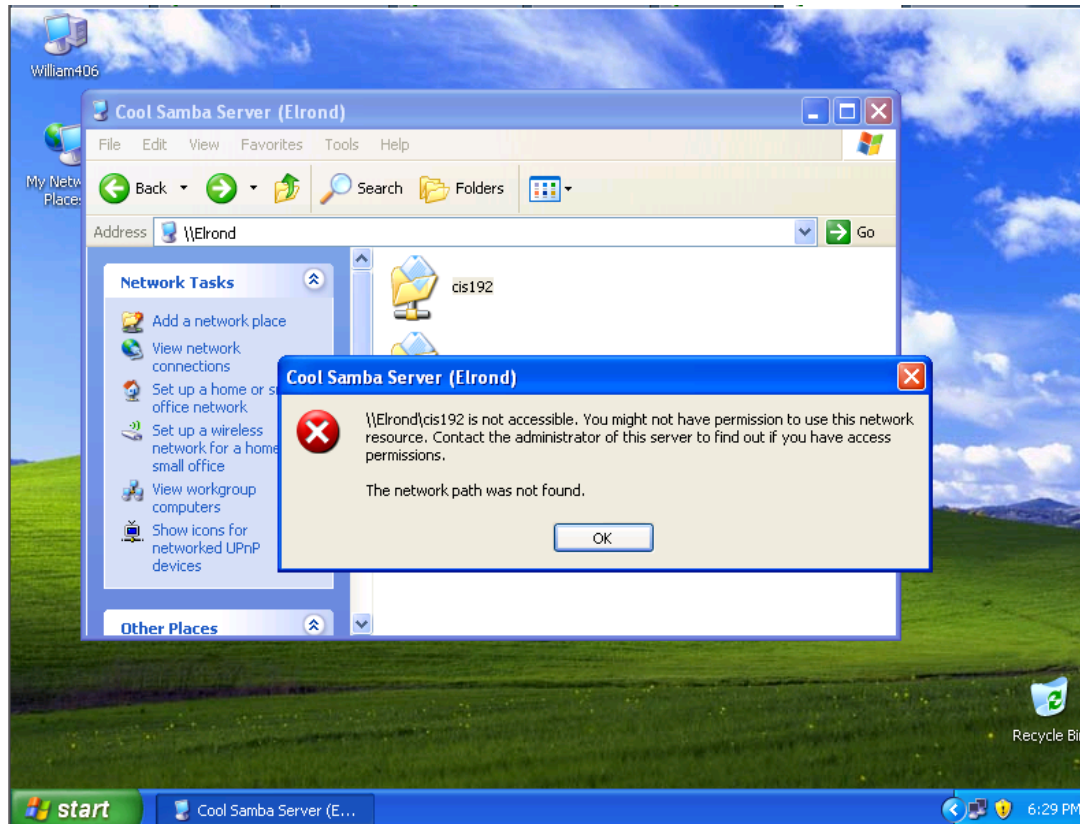 William406
My Netw
Place:
Cool Samba Server (Elrond)
File Edit View Favorites Tools Help
Back Search Folders
Address \\Elrond Go
Network Tasks
Add a network place
View network
connections
Set up a home or s
office network
Set up a wireless
network for a home
small office
View workgroup
computers
Show icons for
networked UPnP
devices
Other Places
cis192
Cool Samba Server (Elrond)
\\Elrond\cis192 is not accessible. You might not have permission to use this network
resource. Contact the administrator of this server to find out if you have access
permissions.
The network path was not found.
OK
Recycle Bi
start Cool Samba Server (E... 6:29 PM